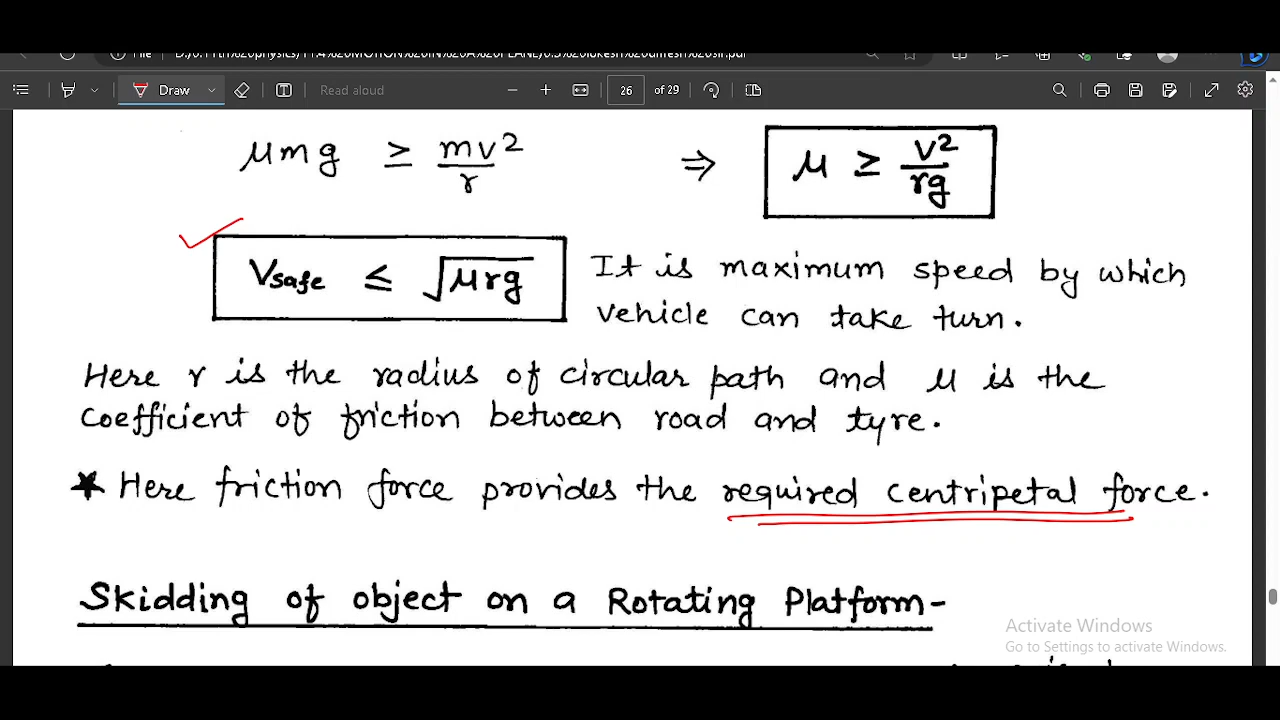 File
Draw
Read aloud
26 of 29
μmg ≥ mv²/r ⇒ μ ≥ v²/rg
Vsafe ≤ √μrg It is maximum speed by which
vehicle can take turn.
Here r is the radius of circular path and μ is the
coefficient of friction between road and tyre.
★ Here friction force provides the required centripetal force.
Skidding of object on a Rotating Platform-
Activate Windows
Go to Settings to activate Windows.